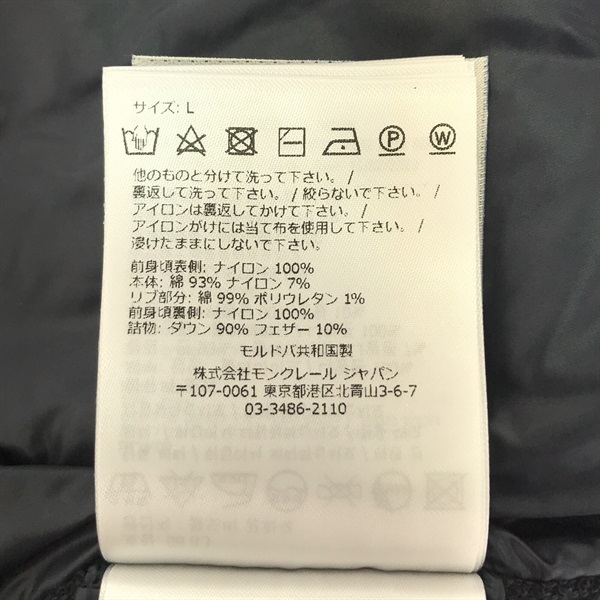 サイズ: L
P W
他のものと分けて洗って下さい。/
裏返して洗って下さい。/ 絞らないで下さい。/
アイロンは裏返してかけて下さい。/
アイロンがけには当て布を使用して下さい。/
浸けたままにしないで下さい。
前身頃表側: ナイロン 100%
本体: 綿 93% ナイロン 7%
リブ部分: 綿 99% ポリウレタン 1%
前身頃裏側: ナイロン 100%
詰物: ダウン 90% フェザー 10%
モルドバ共和国製
株式会社モンクレール ジャパン
〒107-0061 東京都港区北青山3-6-7
03-3486-2110